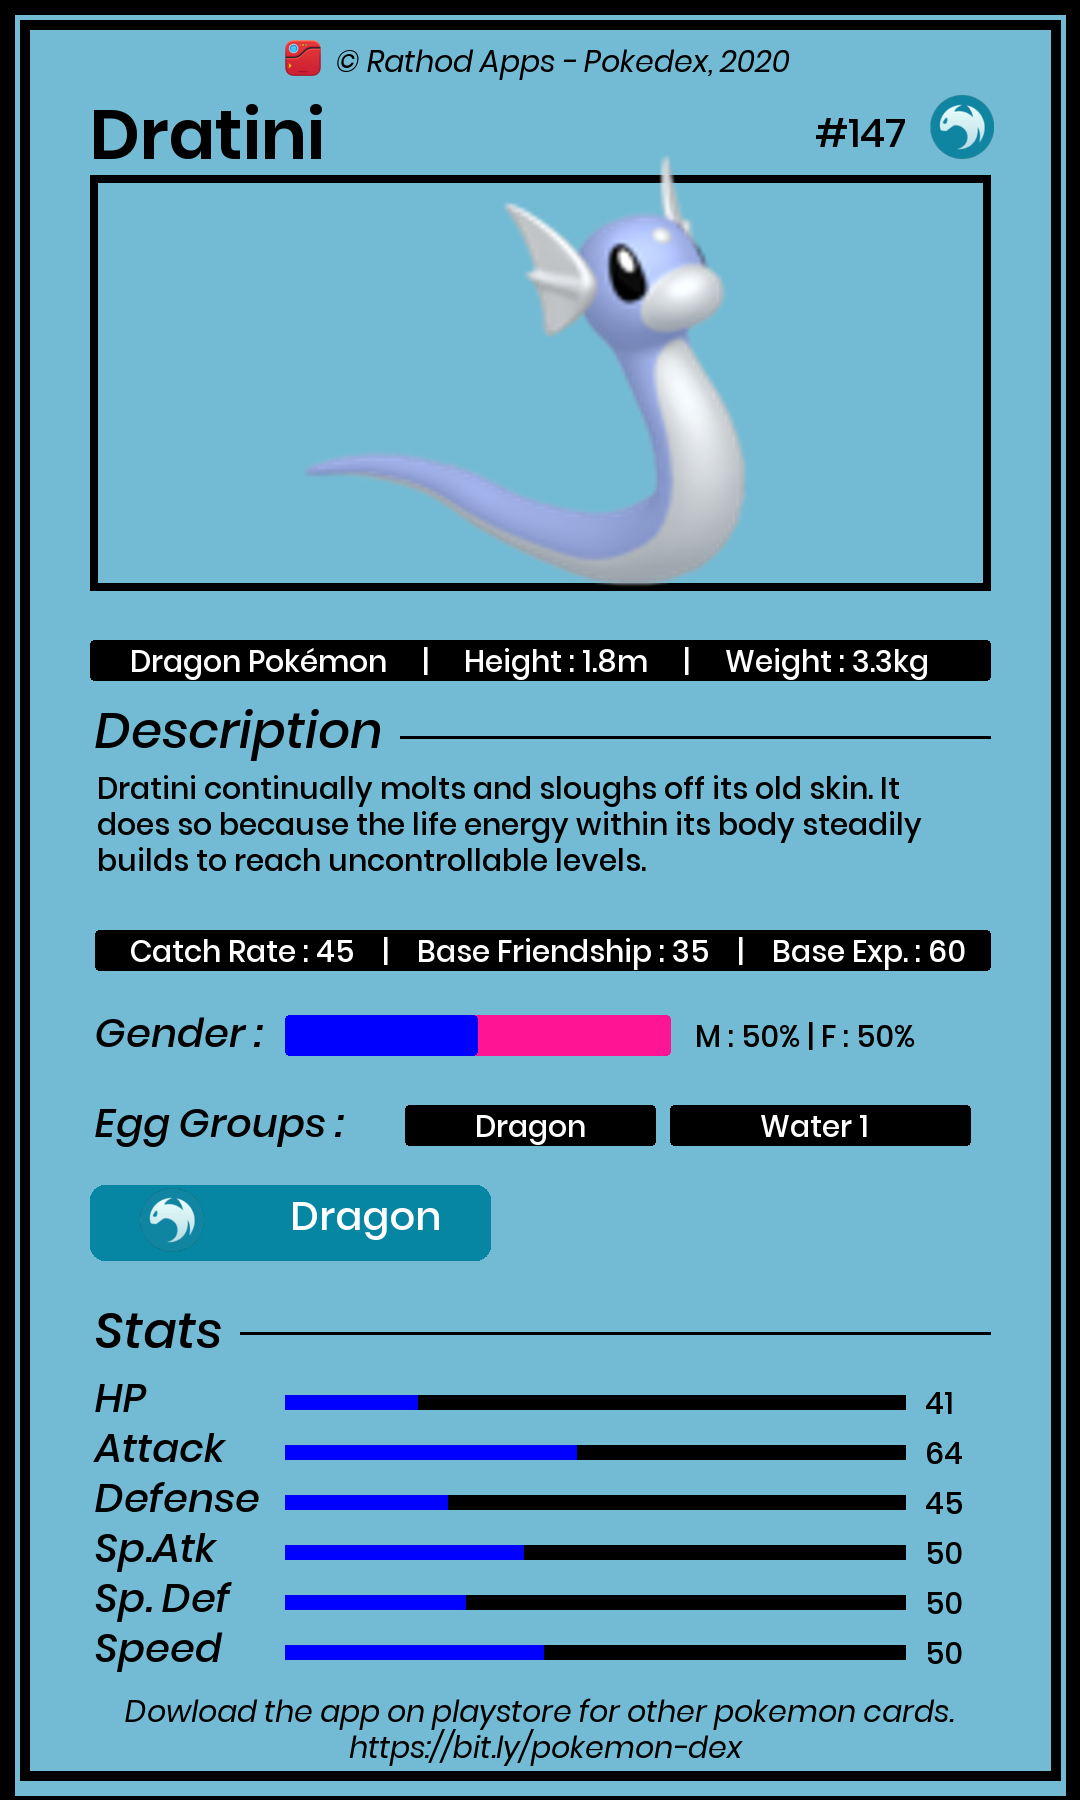 © Rathod Apps - Pokedex, 2020
Dratini #147
Dragon Pokémon | Height : 1.8m | Weight : 3.3kg
Description
Dratini continually molts and sloughs off its old skin. It
does so because the life energy within its body steadily
builds to reach uncontrollable levels.
Catch Rate : 45 | Base Friendship : 35 | Base Exp. : 60
Gender : M : 50% | F : 50%
Egg Groups : Dragon Water 1
Dragon
Stats
HP 41
Attack 64
Defense 45
Sp.Atk 50
Sp. Def 50
Speed 50
Dowload the app on playstore for other pokemon cards.
https://bit.ly/pokemon-dex